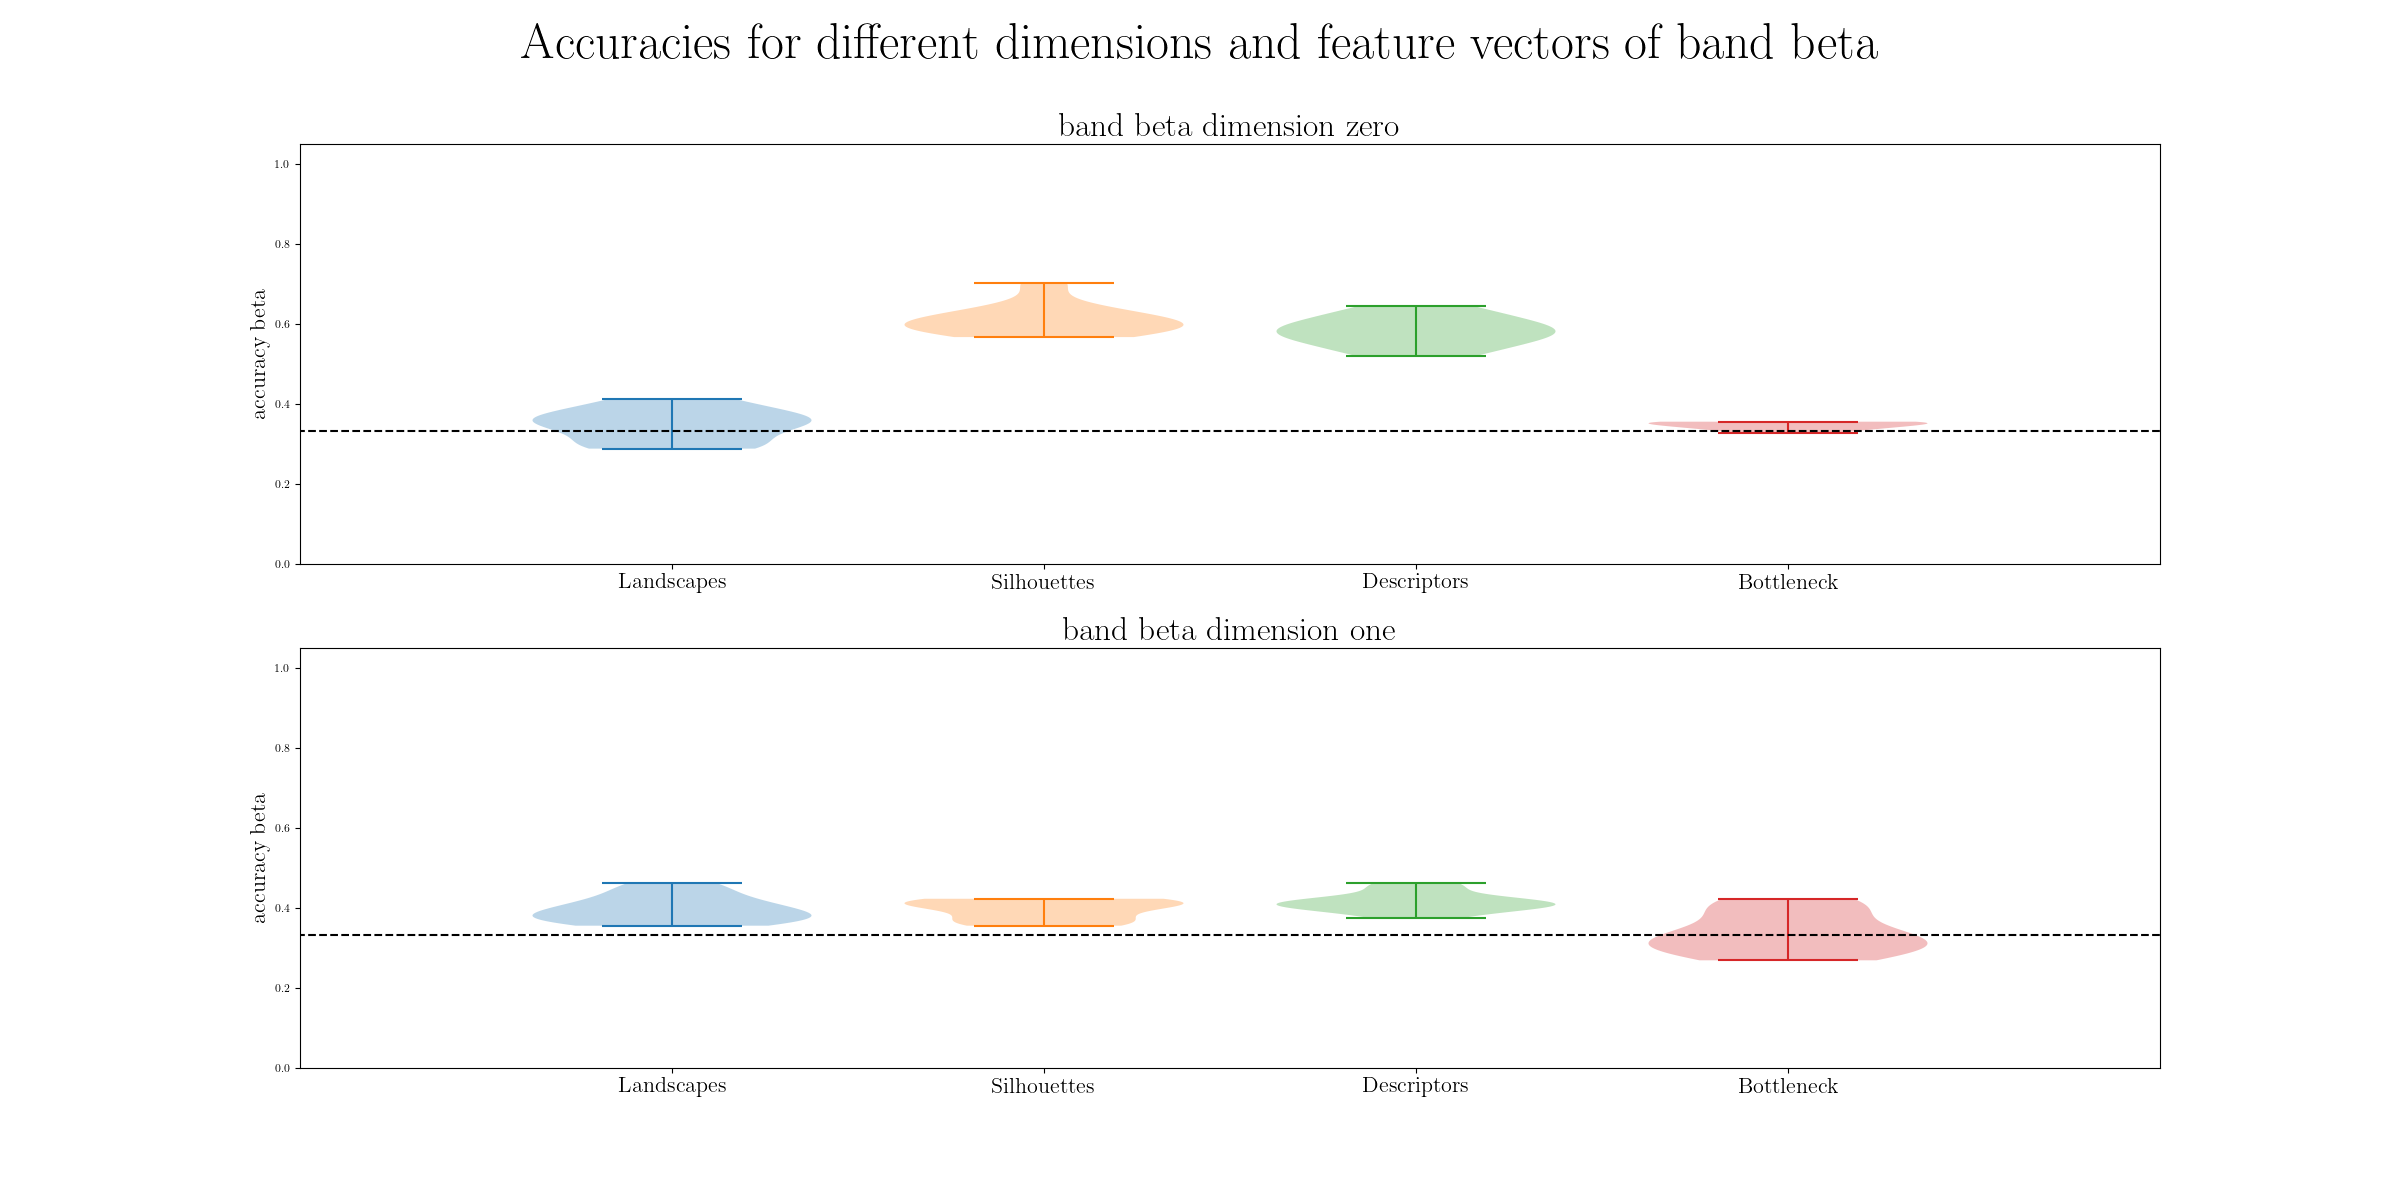 Accuracies for different dimensions and feature vectors of band beta
band beta dimension zero
accuracy beta
1.0
0.8
0.6
0.4
0.2
0.0
Landscapes Silhouettes Descriptors Bottleneck
band beta dimension one
accuracy beta
1.0
0.8
0.6
0.4
0.2
0.0
Landscapes Silhouettes Descriptors Bottleneck